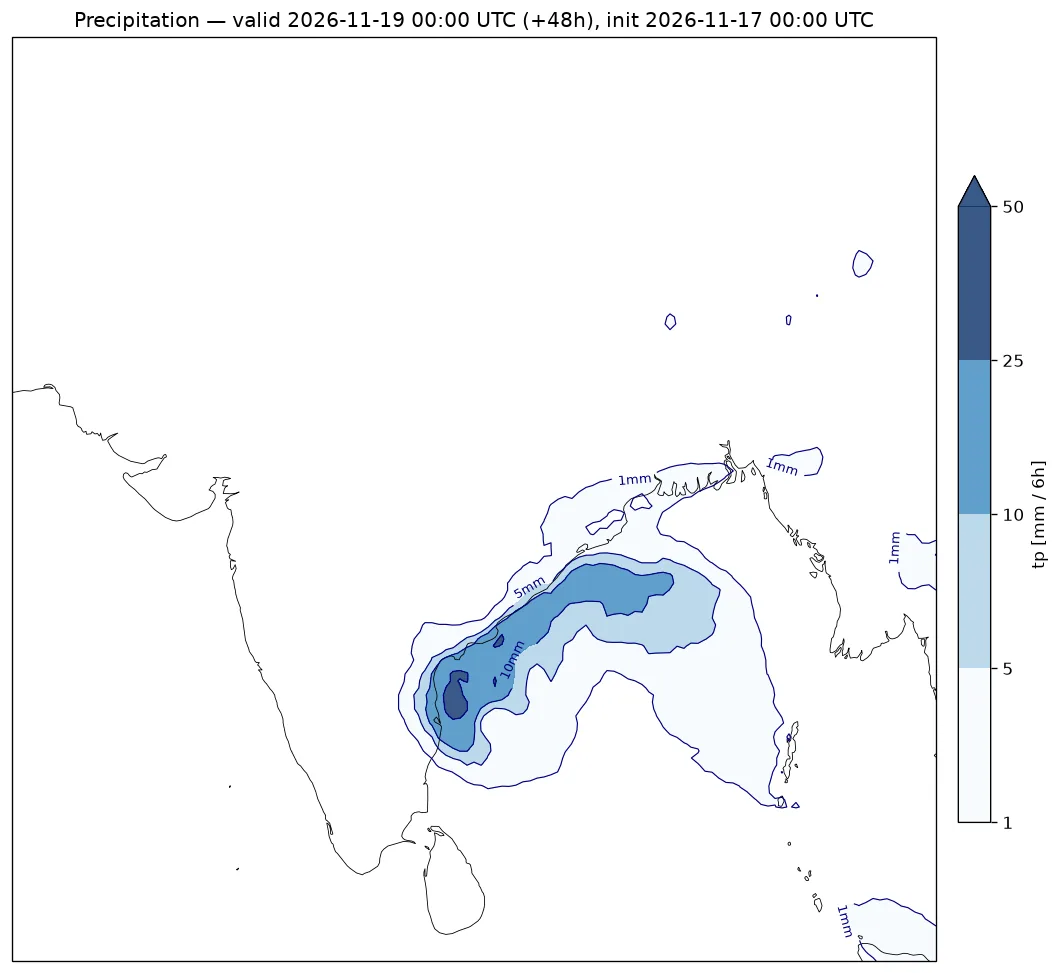 Precipitation — valid 2026-11-19 00:00 UTC (+48h), init 2026-11-17 00:00 UTC
50
25
10
5
1
tp [mm / 6h]
1mm
1mm
1mm
5mm
10mm
1mm